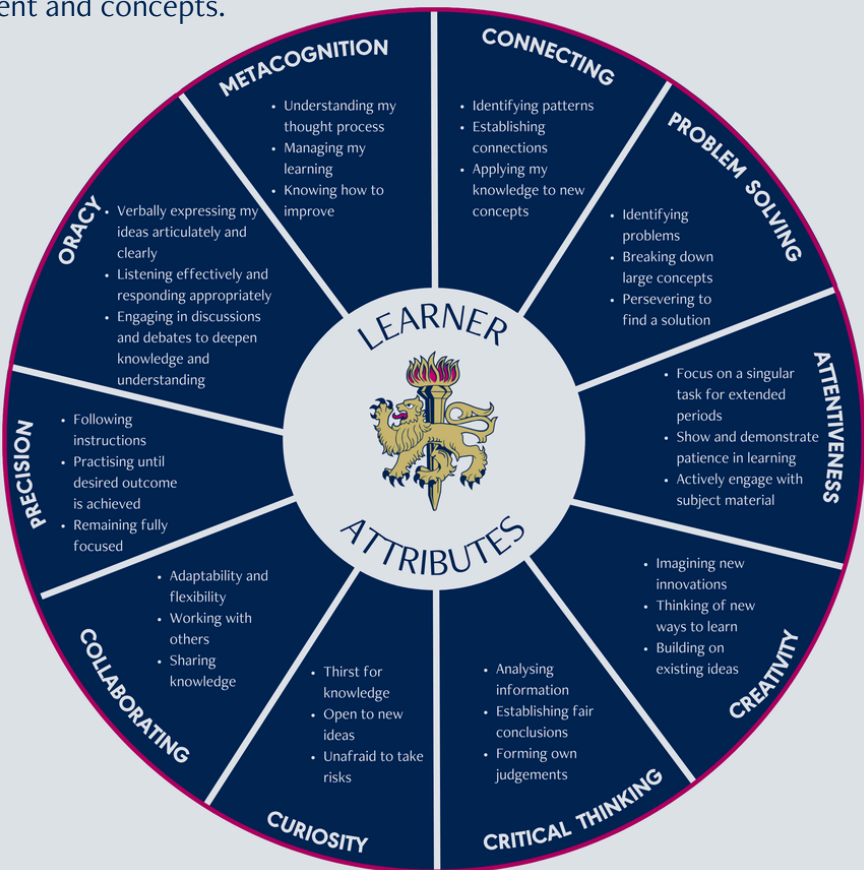 ent and concepts.
LEARNER
ATTRIBUTES
METACOGNITION
• Understanding my
thought process
• Managing my
learning
• Knowing how to
improve
CONNECTING
• Identifying patterns
• Establishing
connections
• Applying my
knowledge to new
concepts
PROBLEM SOLVING
• Identifying
problems
• Breaking down
large concepts
• Persevering to
find a solution
ATTENTIVENESS
• Focus on a singular
task for extended
periods
• Show and demonstrate
patience in learning
• Actively engage with
subject material
CREATIVITY
• Imagining new
innovations
• Thinking of new
ways to learn
• Building on
existing ideas
CRITICAL THINKING
• Analysing
information
• Establishing fair
conclusions
• Forming own
judgements
CURIOSITY
• Thirst for
knowledge
• Open to new
ideas
• Unafraid to take
risks
COLLABORATING
• Adaptability and
flexibility
• Working with
others
• Sharing
knowledge
PRECISION
• Following
instructions
• Practising until
desired outcome
is achieved
• Remaining fully
focused
ORACY
• Verbally expressing my
ideas articulately and
clearly
• Listening effectively and
responding appropriately
• Engaging in discussions
and debates to deepen
knowledge and
understanding